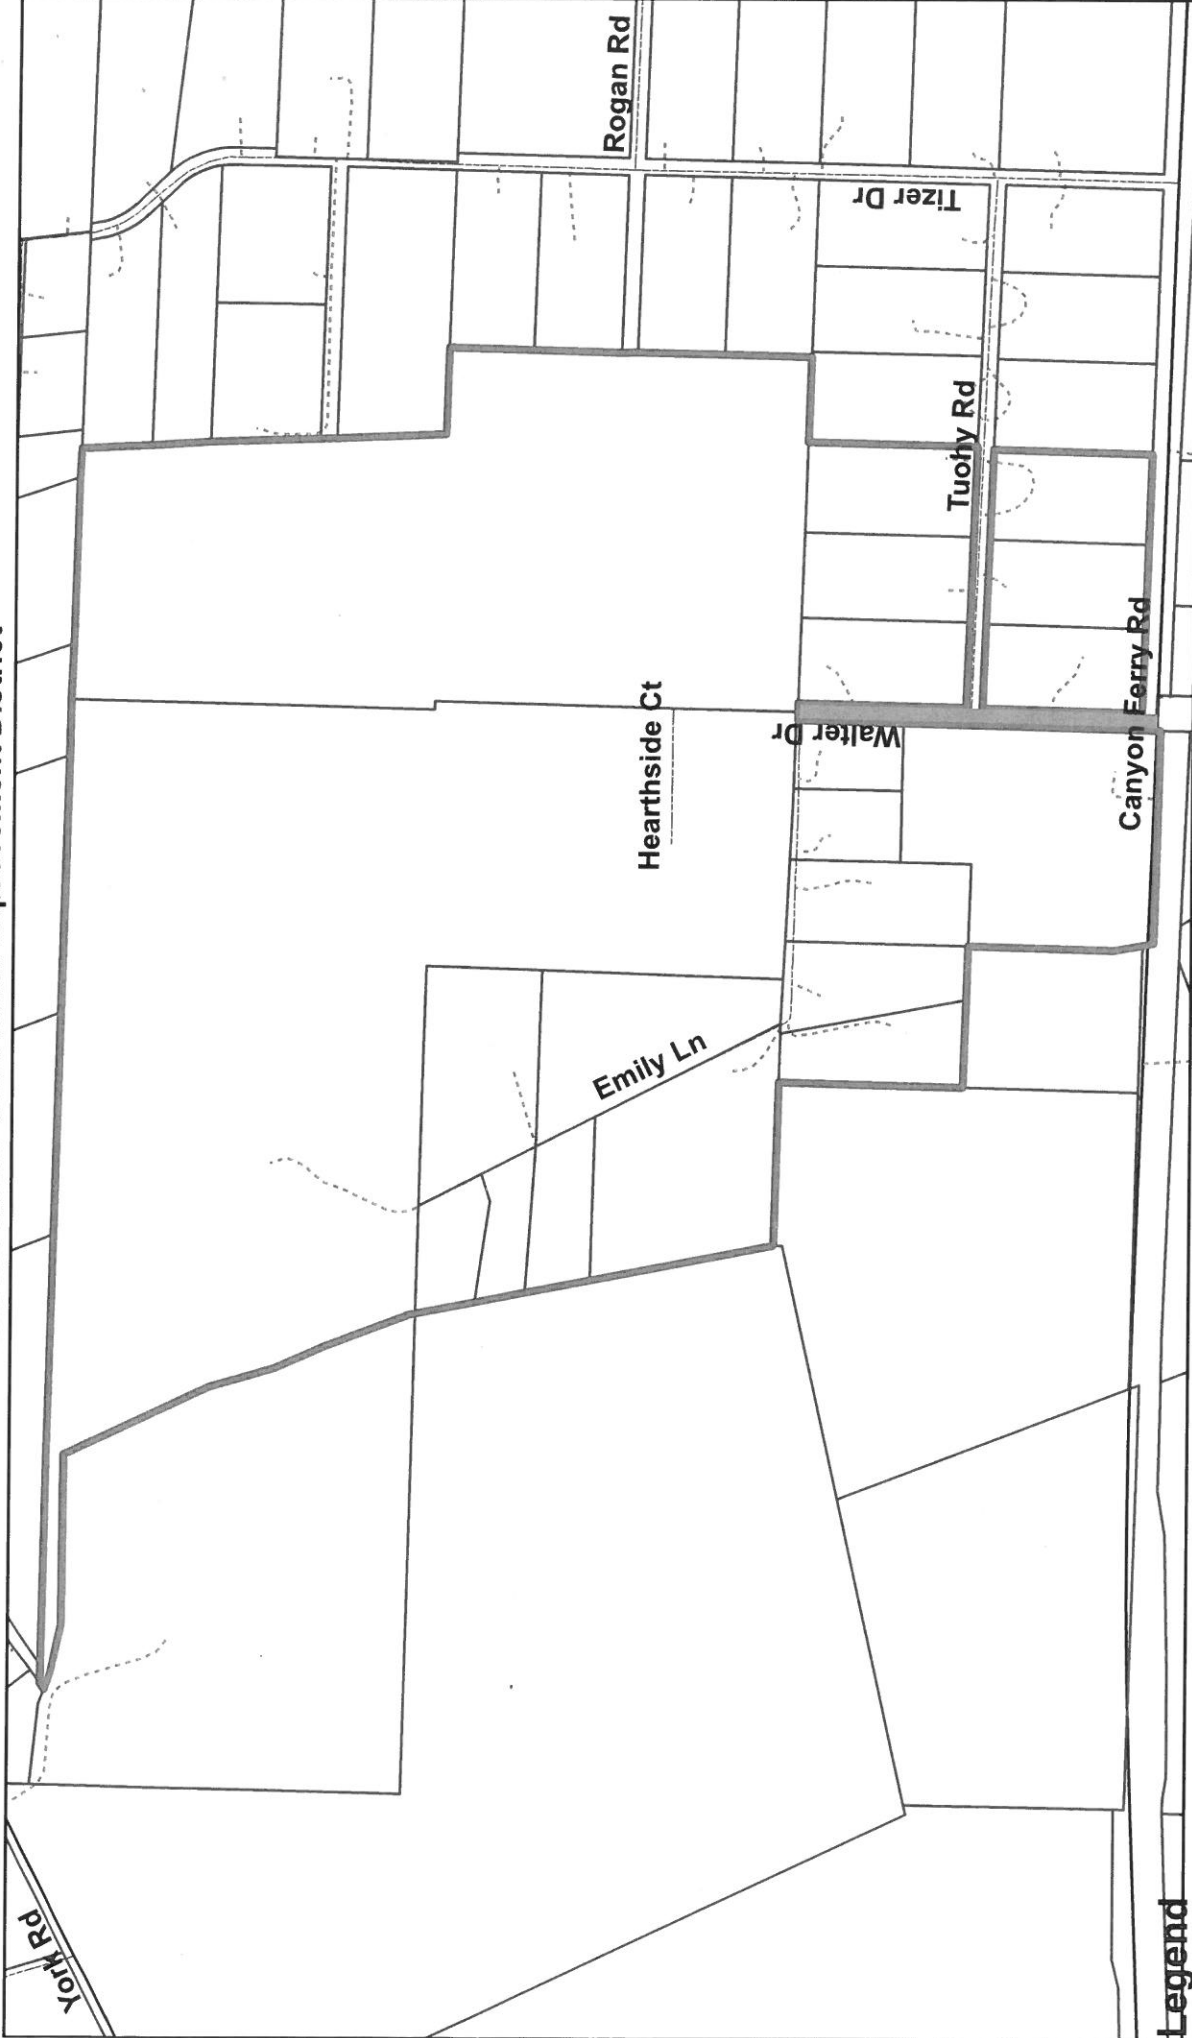 Rogan Rd
Tizer Dr
Tuohy Rd
Canyon Ferry Rd
Hearthside Ct
Walter Dr
Emily Ln
York Rd
Legend